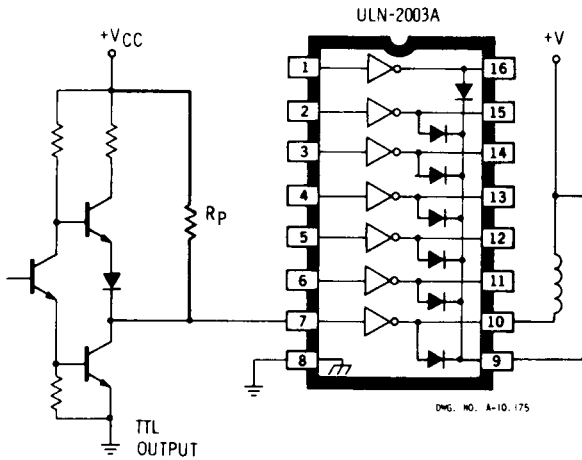 ULN-2003A
+VCC
+V
1
16
2
15
3
14
4
13
RP
5
12
6
11
7
10
8
9
TTL
OUTPUT
DWG. NO. A-10,175